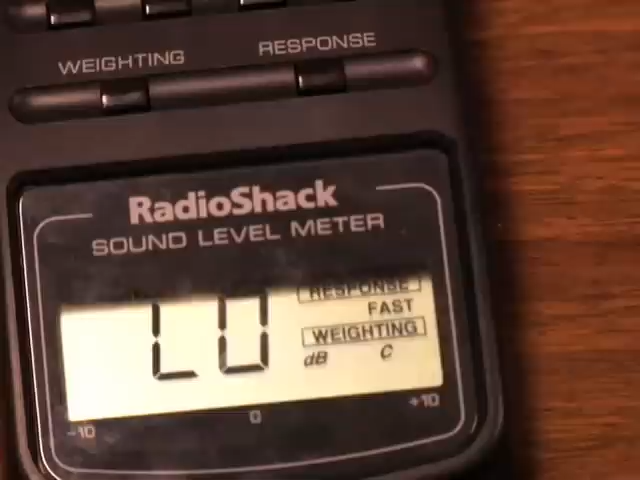 WEIGHTING RESPONSE
RadioShack
SOUND LEVEL METER
RESPONSE
FAST
LO
WEIGHTING
dB C
-10 0 +10